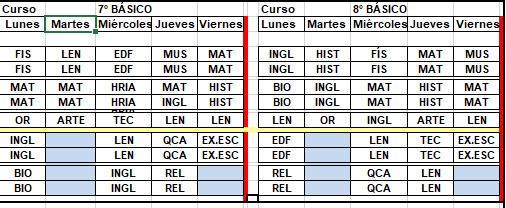 Curso 7º BÁSICO Curso 8º BÁSICO
Lunes Martes Miércoles Jueves Viernes Lunes Martes Miércoles Jueves Viernes
FIS LEN EDF MUS MAT INGL HIST FÍS MAT MUS
FIS LEN EDF MUS MAT INGL HIST FIS MAT MUS
MAT MAT HRIA MAT HIST BIO INGL MAT HIST MAT
MAT MAT HRIA INGL HIST BIO INGL MAT HIST MAT
OR ARTE TEC LEN LEN LEN OR INGL ARTE LEN
INGL LEN QCA EX.ESC EDF LEN TEC EX.ESC
INGL LEN QCA EX.ESC EDF LEN TEC EX.ESC
BIO INGL REL REL QCA LEN
BIO INGL REL REL QCA LEN